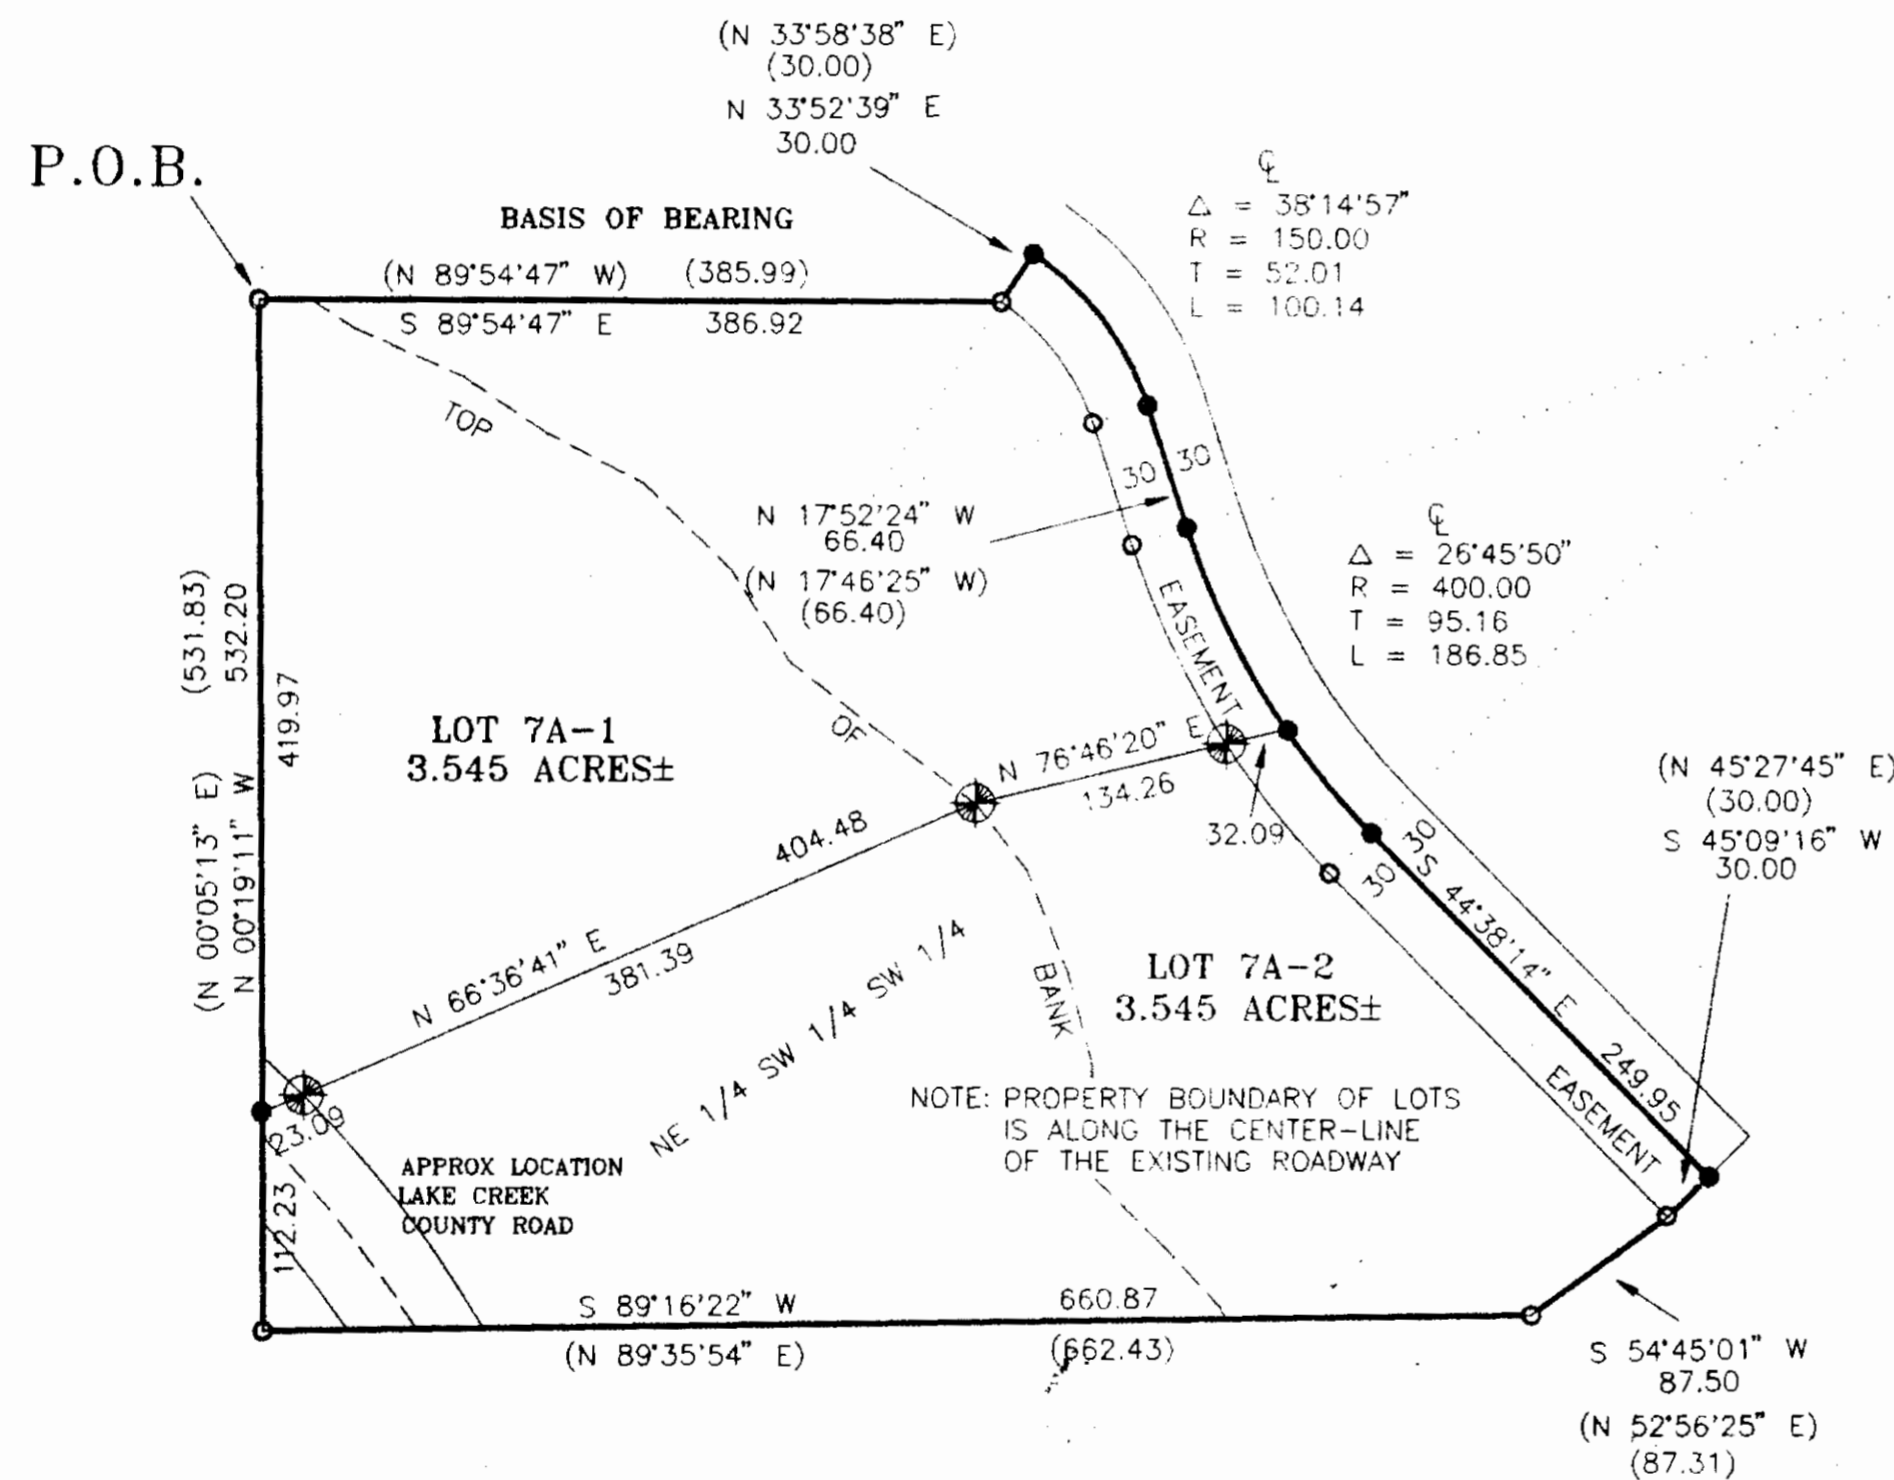 (N 33°58'38" E)
(30.00)
N 33°52'39" E
30.00
P.O.B.
BASIS OF BEARING
(N 89°54'47" W) (385.99)
S 89°54'47" E 386.92
℄
Δ = 38°14'57"
R = 150.00
T = 52.01
L = 100.14
TOP
30
30
N 17°52'24" W
66.40
(N 17°46'25" W)
(66.40)
℄
Δ = 26°45'50"
R = 400.00
T = 95.16
L = 186.85
EASEMENT
(531.83)
532.20
419.97
(N 00°05'13" E)
N 00°19'11" W
LOT 7A-1
3.545 ACRES±
OF
N 76°46'20" E
134.26
32.09
404.48
N 66°36'41" E
381.39
23.09
112.23
30
30
S 44°38'14" E
249.95
(N 45°27'45" E)
(30.00)
S 45°09'16" W
30.00
NE 1/4 SW 1/4 SW 1/4
BANK
LOT 7A-2
3.545 ACRES±
NOTE: PROPERTY BOUNDARY OF LOTS
IS ALONG THE CENTER-LINE
OF THE EXISTING ROADWAY
EASEMENT
APPROX LOCATION
LAKE CREEK
COUNTY ROAD
S 89°16'22" W 660.87
(N 89°35'54" E) (662.43)
S 54°45'01" W
87.50
(N 52°56'25" E)
(87.31)